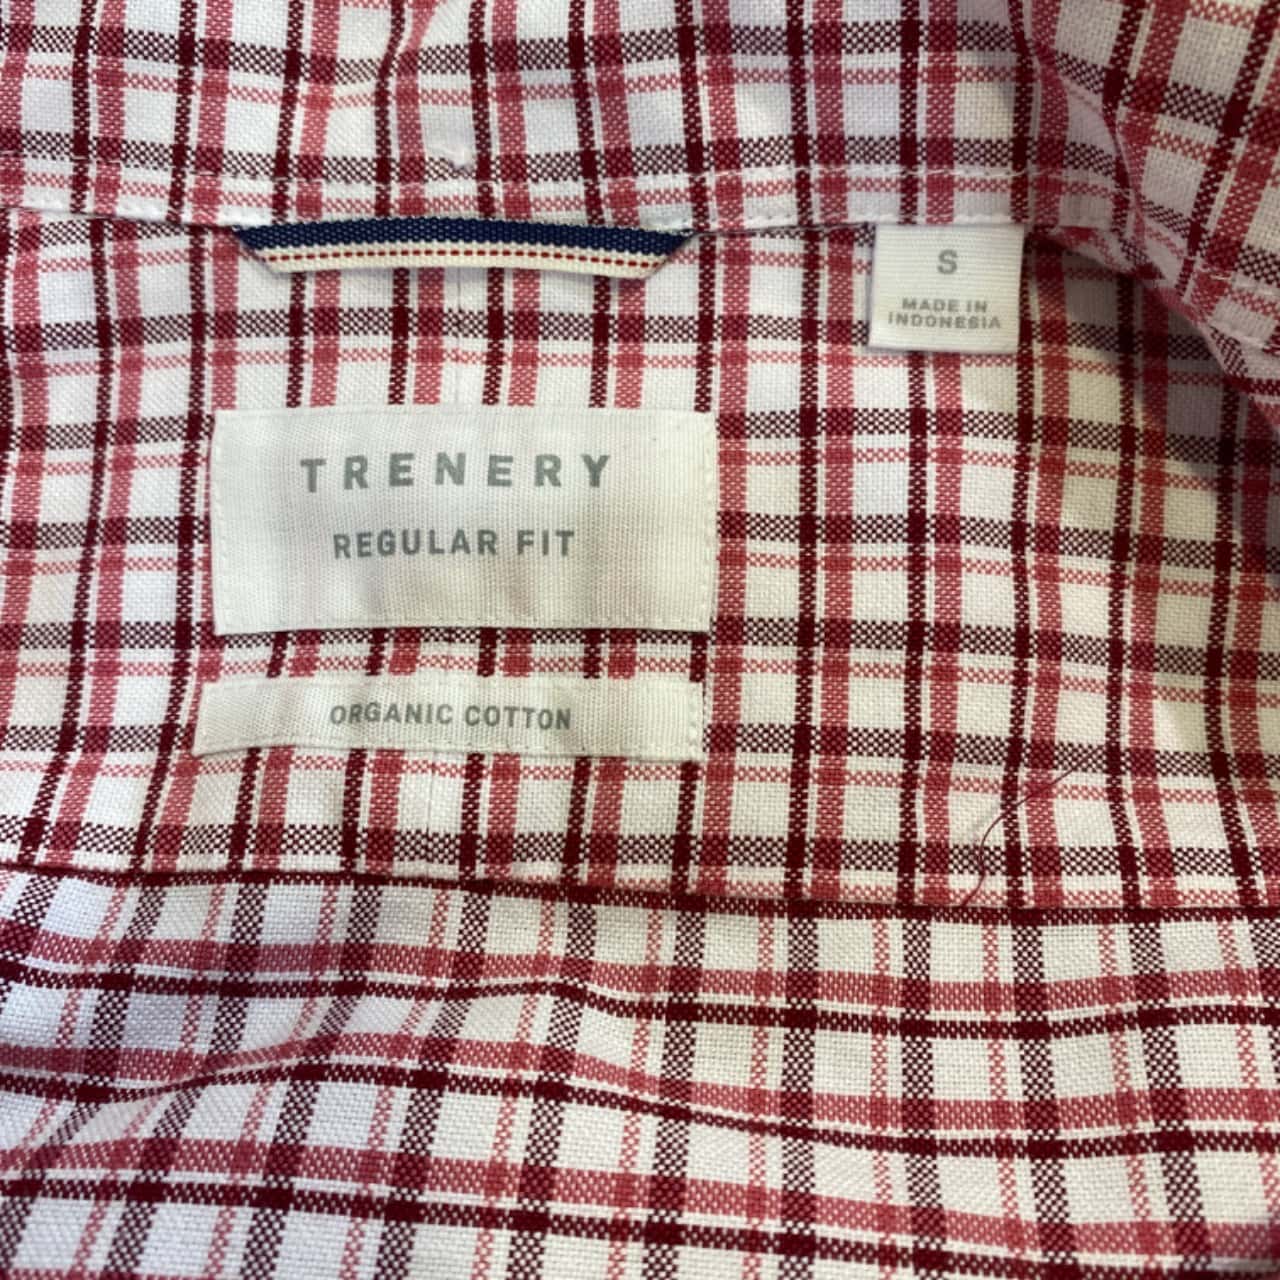 S
MADE IN
INDONESIA
TRENERY
REGULAR FIT
ORGANIC COTTON